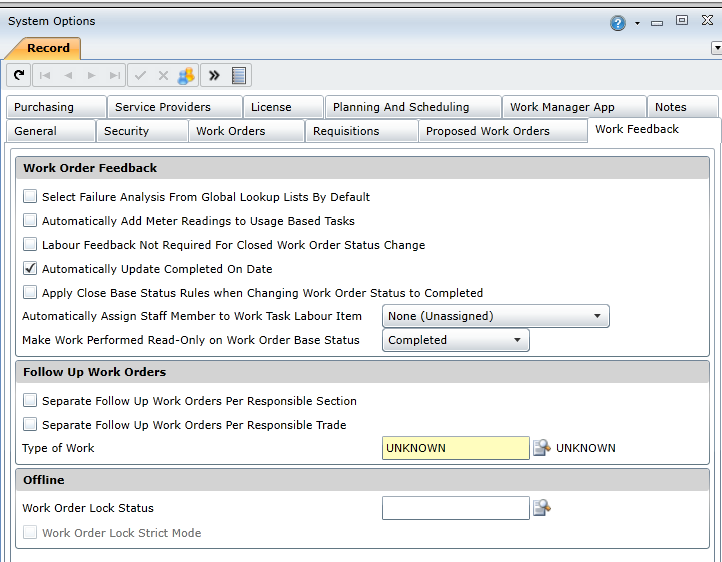 System Options
Record
Purchasing Service Providers License Planning And Scheduling Work Manager App Notes
General Security Work Orders Requisitions Proposed Work Orders Work Feedback
Work Order Feedback
Select Failure Analysis From Global Lookup Lists By Default
Automatically Add Meter Readings to Usage Based Tasks
Labour Feedback Not Required For Closed Work Order Status Change
Automatically Update Completed On Date
Apply Close Base Status Rules when Changing Work Order Status to Completed
Automatically Assign Staff Member to Work Task Labour Item None (Unassigned)
Make Work Performed Read-Only on Work Order Base Status Completed
Follow Up Work Orders
Separate Follow Up Work Orders Per Responsible Section
Separate Follow Up Work Orders Per Responsible Trade
Type of Work UNKNOWN UNKNOWN
Offline
Work Order Lock Status
Work Order Lock Strict Mode